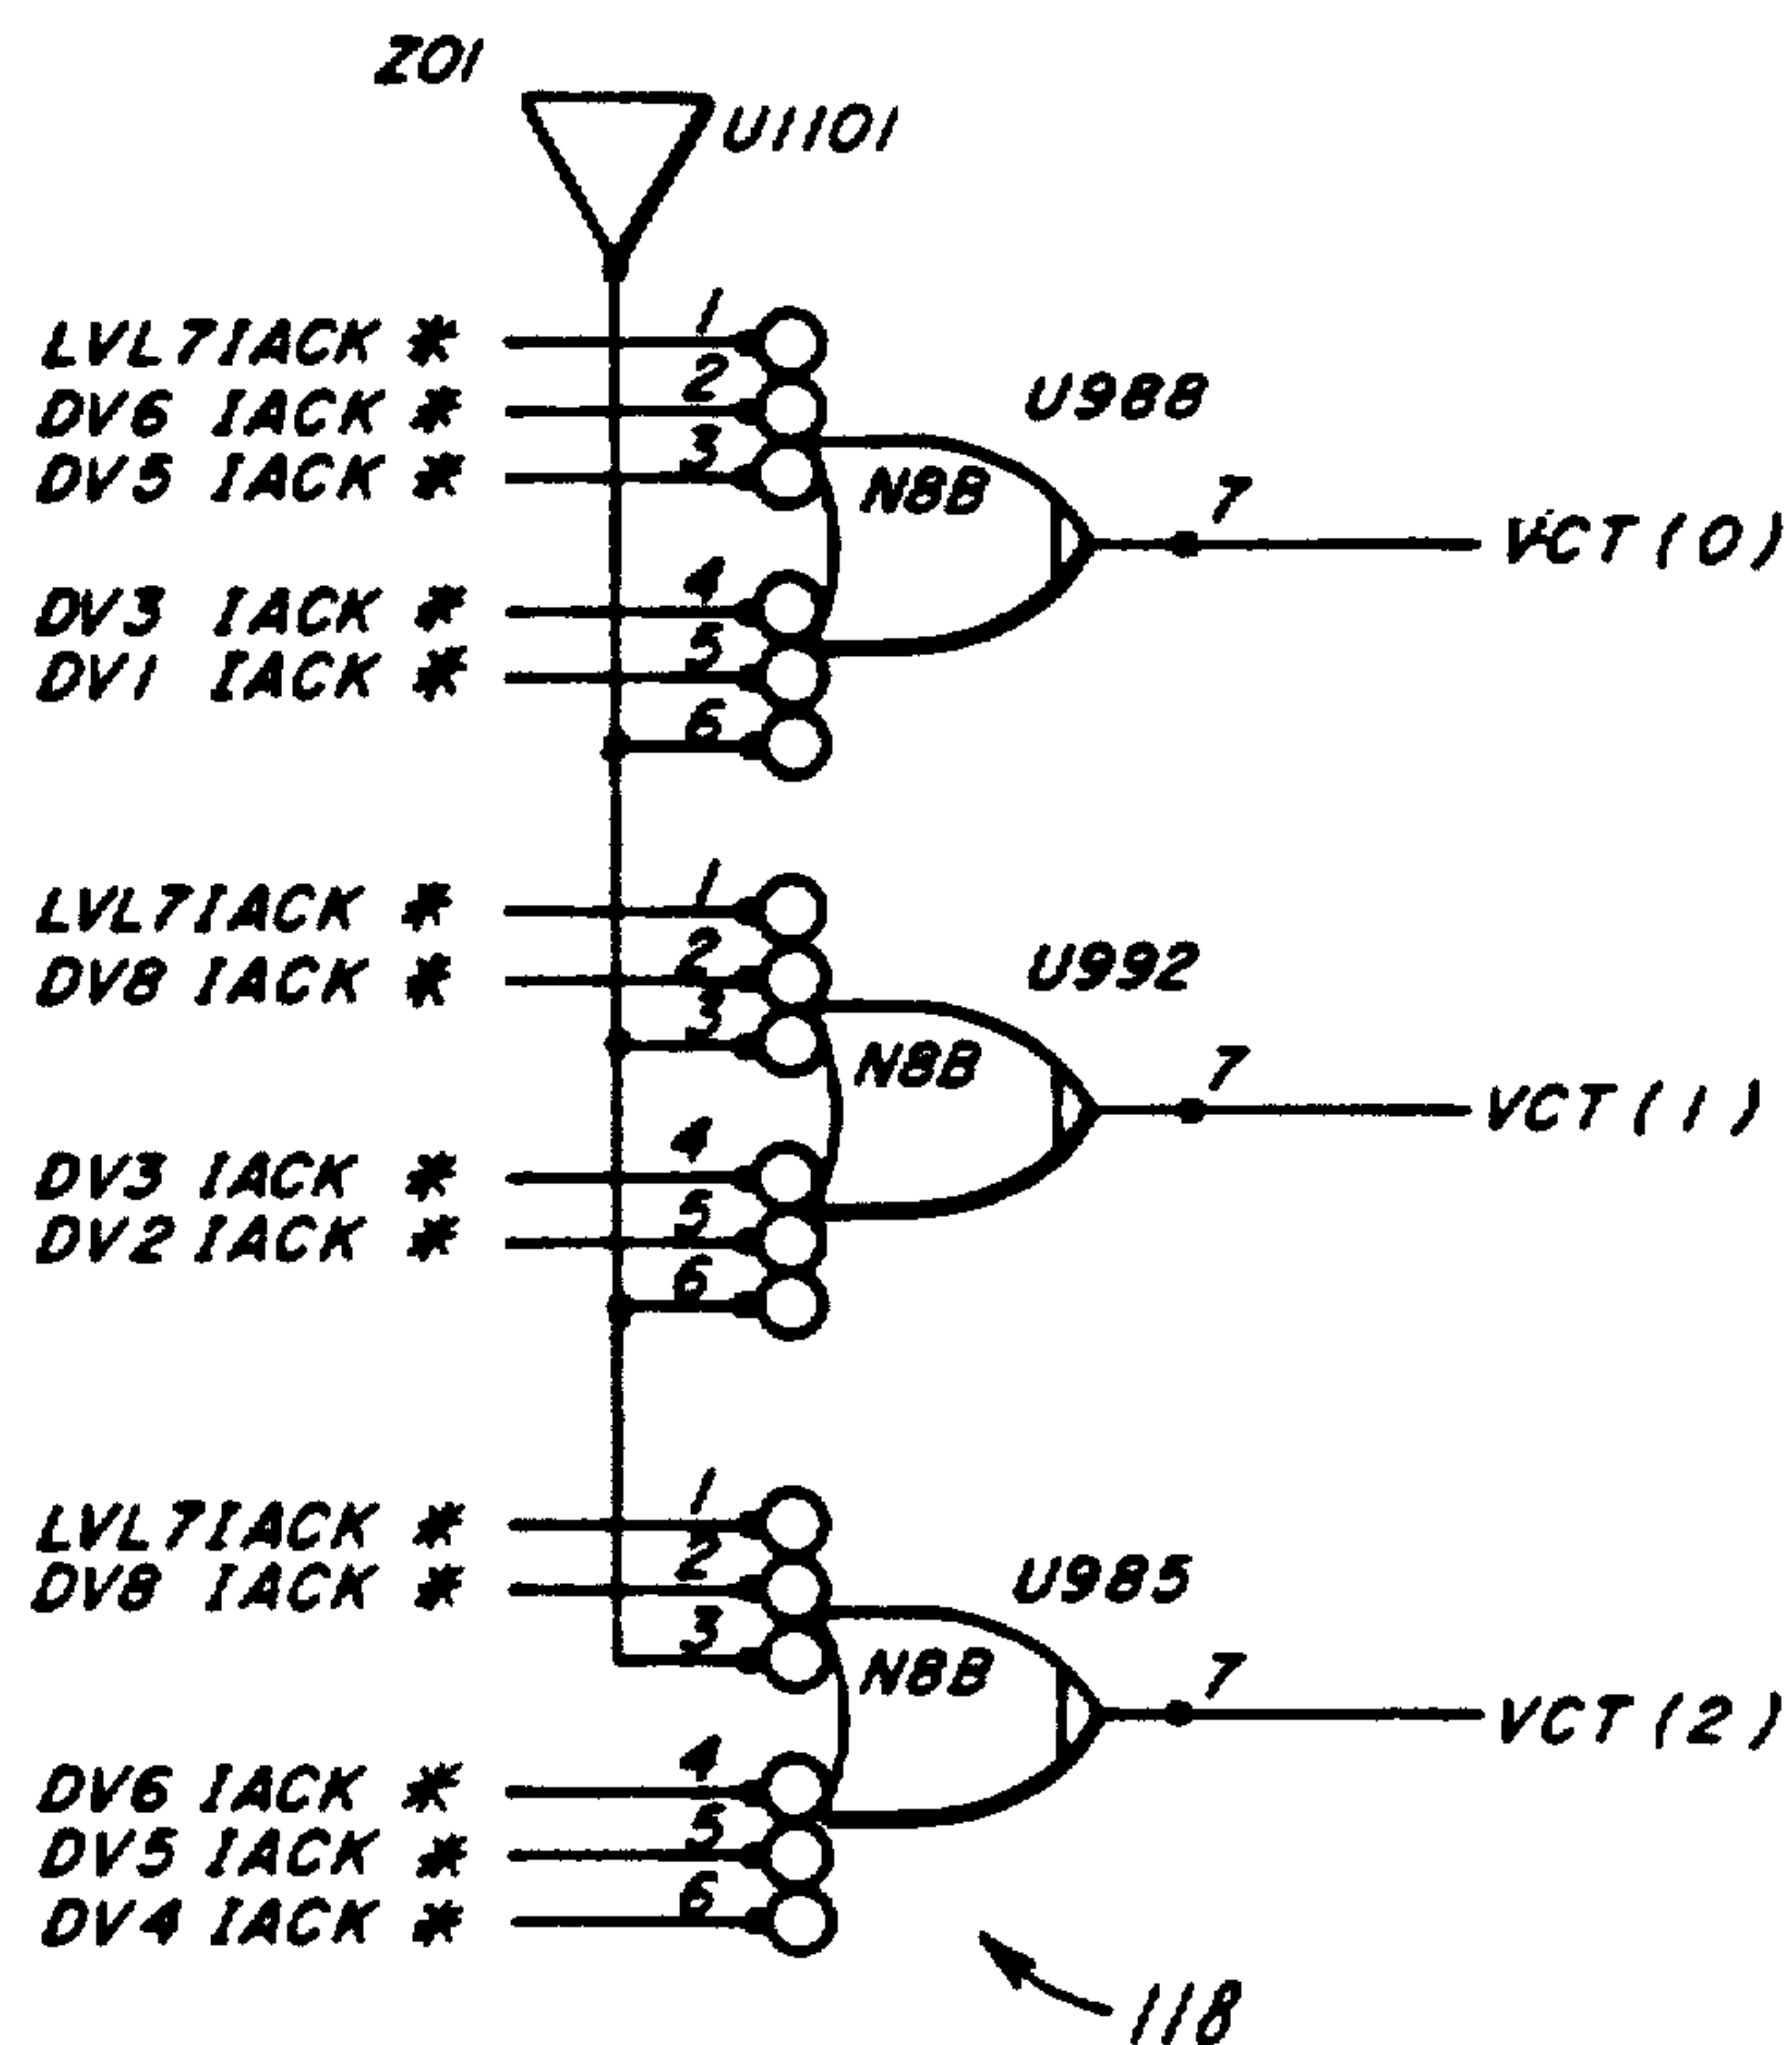 Z01
U1101
LVL7IACK *
1
DV6 IACK *
2
U988
DV5 IACK *
3
N8B
7
VCT(0)
DV3 IACK *
4
DV1 IACK *
5
6
LVL7IACK *
1
DV8 IACK *
2
U992
3
N8B
7
VCT(1)
DV3 IACK *
4
DV2 IACK *
5
6
LVL7IACK *
1
DV8 IACK *
2
U985
3
N8B
7
VCT(2)
DV6 IACK *
4
DV5 IACK *
5
DV4 IACK *
6
118